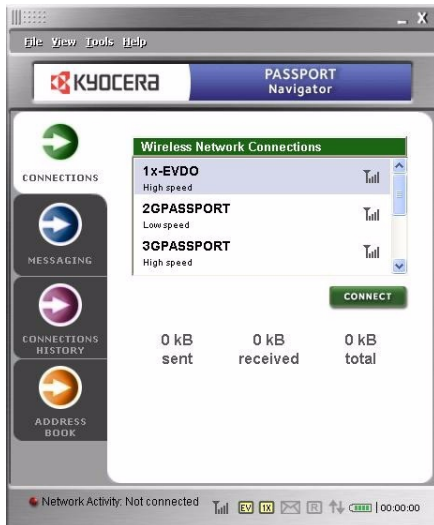 File View Tools Help
KYOCERA
PASSPORT
Navigator
CONNECTIONS
MESSAGING
CONNECTIONS
HISTORY
ADDRESS
BOOK
Wireless Network Connections
1x-EVDO
High speed
2GPASSPORT
Low speed
3GPASSPORT
High speed
CONNECT
0 kB
sent
0 kB
received
0 kB
total
Network Activity: Not connected
EV
1X
R
00:00:00